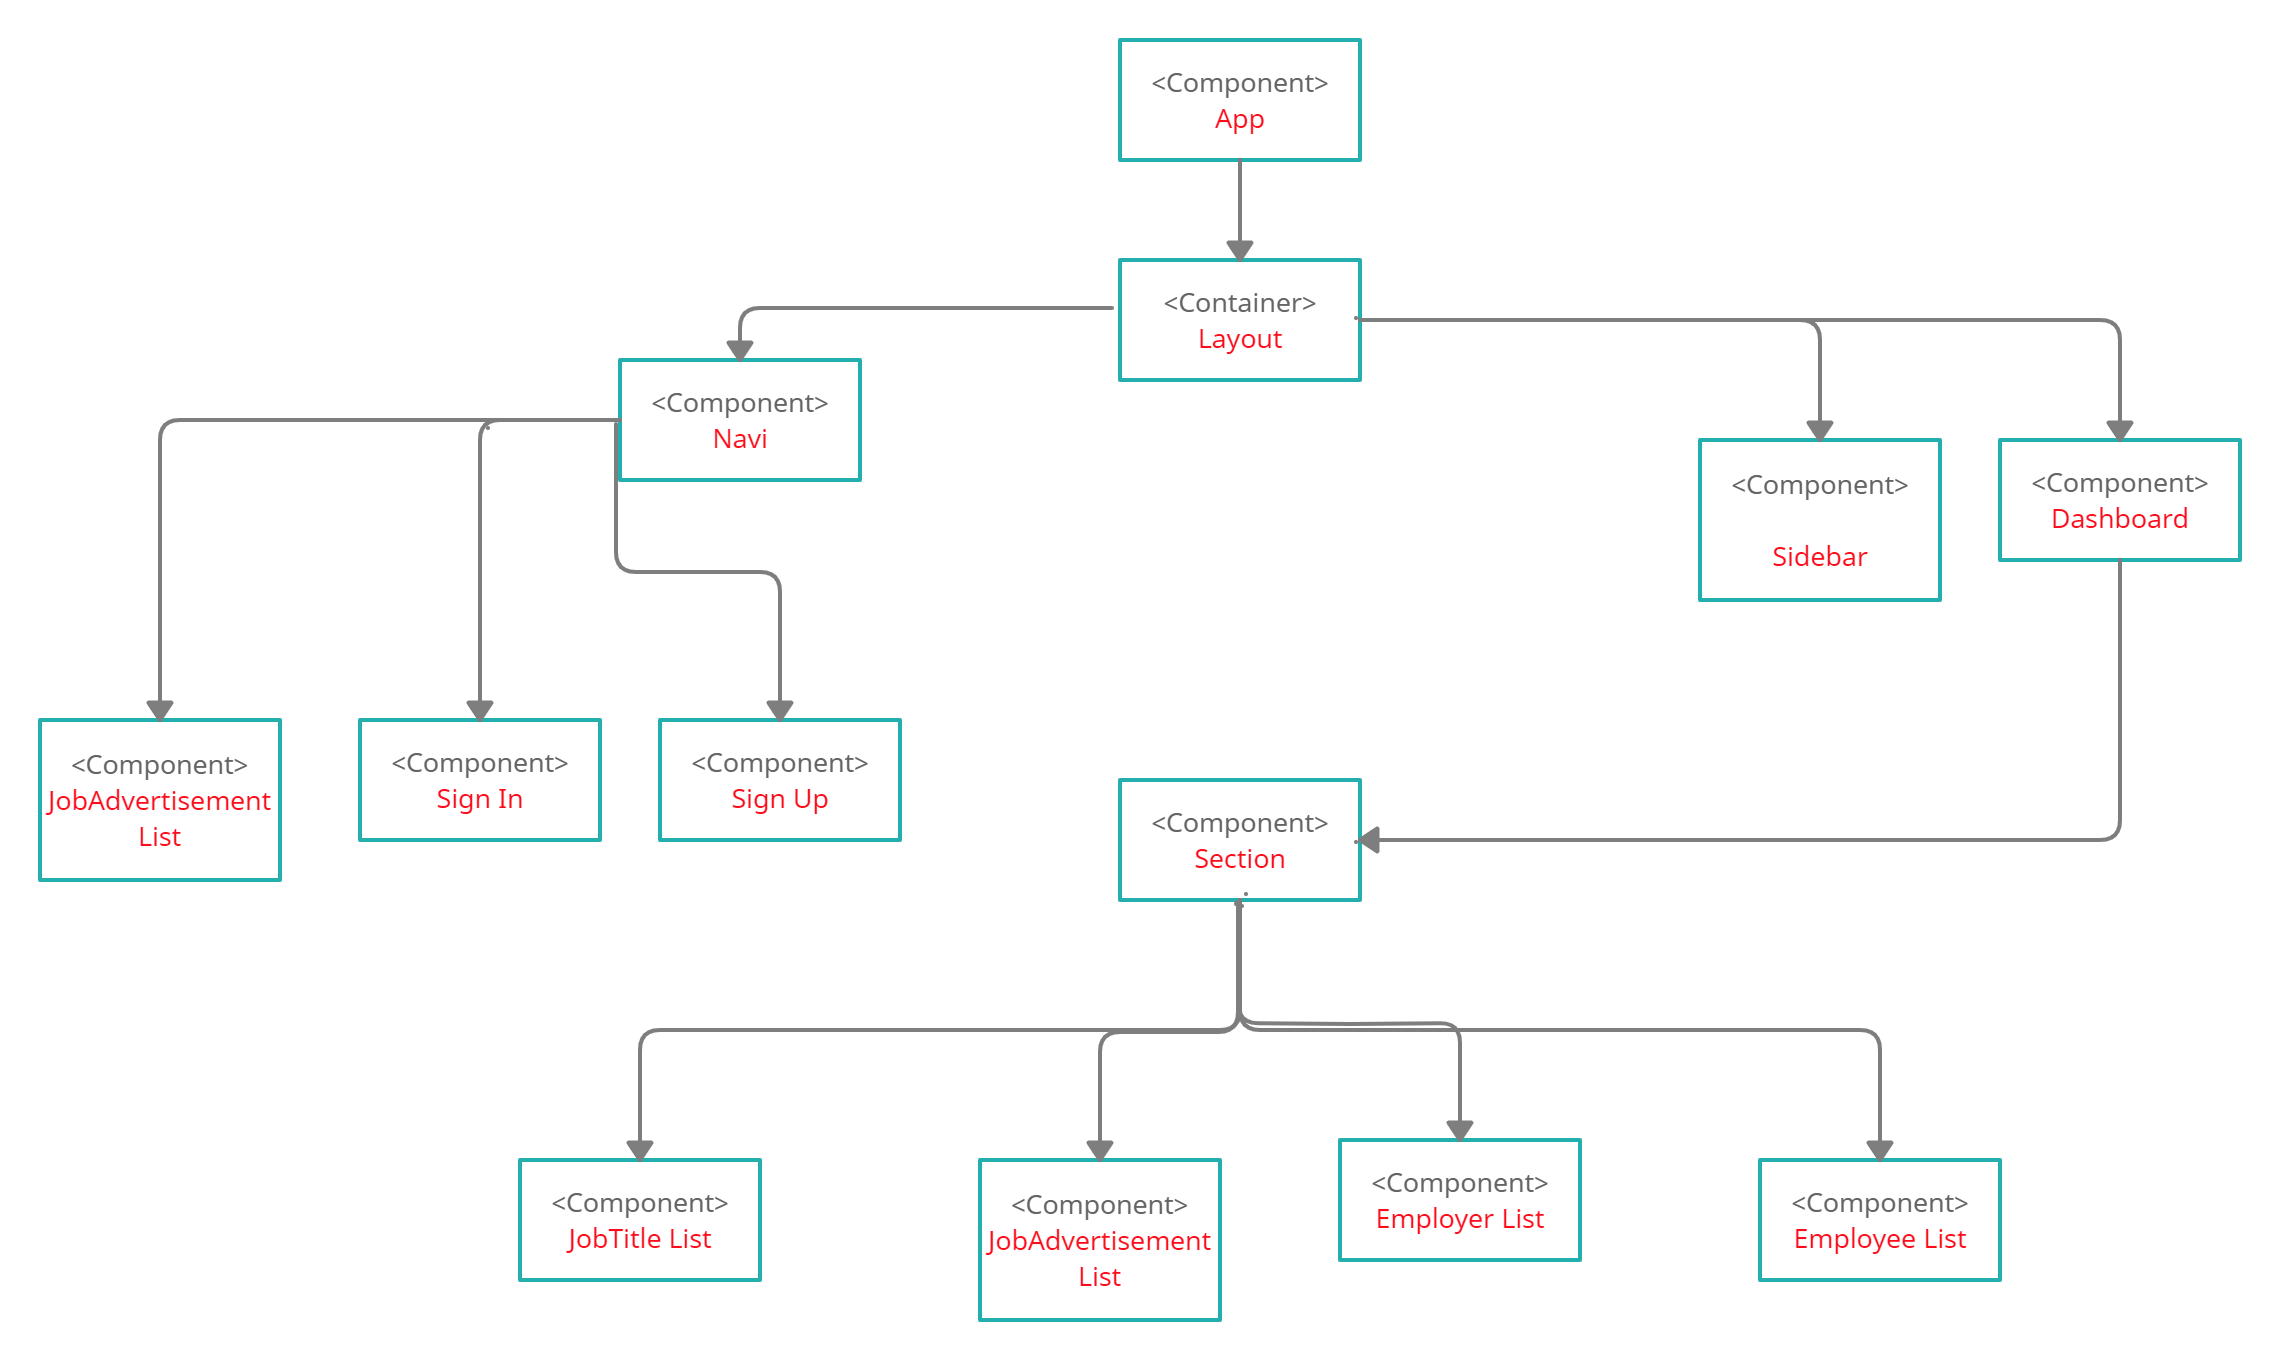 <Component>
App
<Container>
Layout
<Component>
Navi
<Component>
Sidebar
<Component>
Dashboard
<Component>
JobAdvertisement
List
<Component>
Sign In
<Component>
Sign Up
<Component>
Section
<Component>
JobTitle List
<Component>
JobAdvertisement
List
<Component>
Employer List
<Component>
Employee List